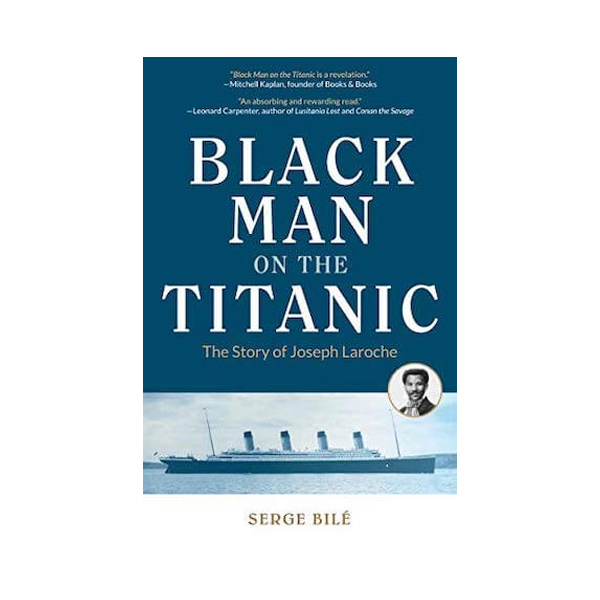 "Black Man on the Titanic is a revelation."
—Mitchell Kaplan, founder of Books & Books
"An absorbing and rewarding read."
—Leonard Carpenter, author of Lusitania Lost and Conan the Savage
BLACK
MAN
ON THE
TITANIC
The Story of Joseph Laroche
SERGE BILÉ